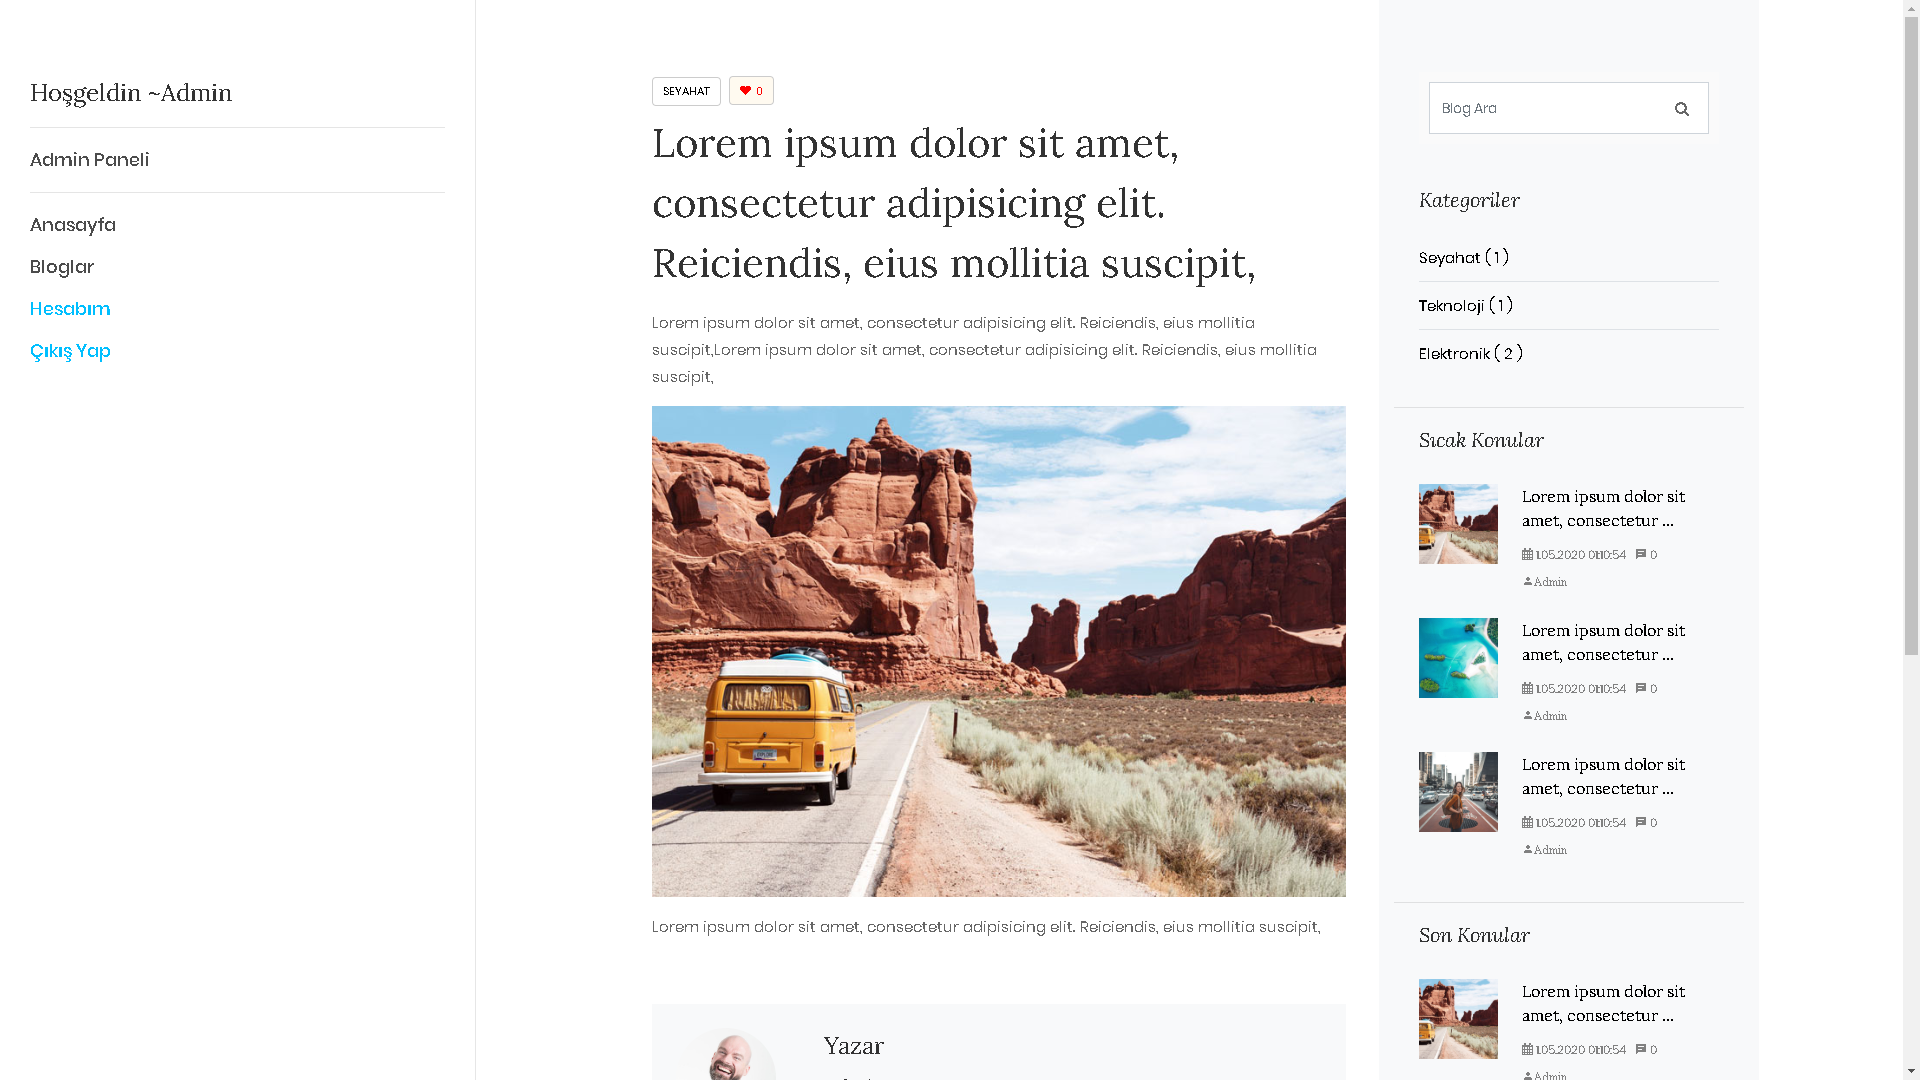 Hoşgeldin ~Admin
Admin Paneli
Anasayfa
Bloglar
Hesabım
Çıkış Yap
SEYAHAT
0
Lorem ipsum dolor sit amet,
consectetur adipisicing elit.
Reiciendis, eius mollitia suscipit,
Lorem ipsum dolor sit amet, consectetur adipisicing elit. Reiciendis, eius mollitia
suscipit,Lorem ipsum dolor sit amet, consectetur adipisicing elit. Reiciendis, eius mollitia
suscipit,
Lorem ipsum dolor sit amet, consectetur adipisicing elit. Reiciendis, eius mollitia suscipit,
Yazar
Blog Ara
Kategoriler
Seyahat ( 1 )
Teknoloji ( 1 )
Elektronik ( 2 )
Sıcak Konular
Lorem ipsum dolor sit
amet, consectetur ...
1.05.2020 01:10:54 0
Admin
Lorem ipsum dolor sit
amet, consectetur ...
1.05.2020 01:10:54 0
Admin
Lorem ipsum dolor sit
amet, consectetur ...
1.05.2020 01:10:54 0
Admin
Son Konular
Lorem ipsum dolor sit
amet, consectetur ...
1.05.2020 01:10:54 0
Admin